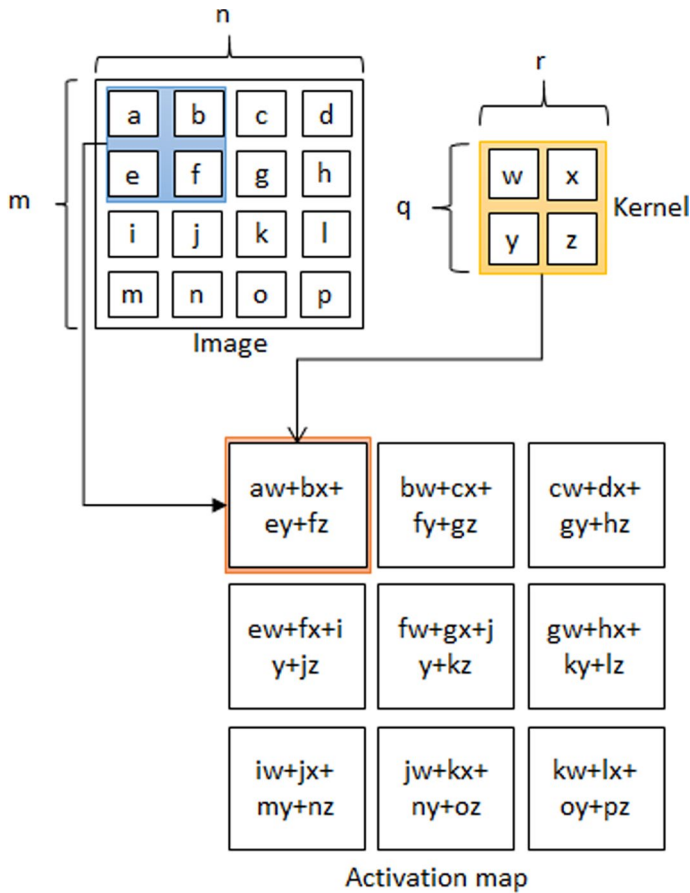 n
r
m
a b c d
e f g h
i j k l
m n o p
Image
q
w x
y z
Kernel
aw+bx+
ey+fz
bw+cx+
fy+gz
cw+dx+
gy+hz
ew+fx+i
y+jz
fw+gx+j
y+kz
gw+hx+
ky+lz
iw+jx+
my+nz
jw+kx+
ny+oz
kw+lx+
oy+pz
Activation map